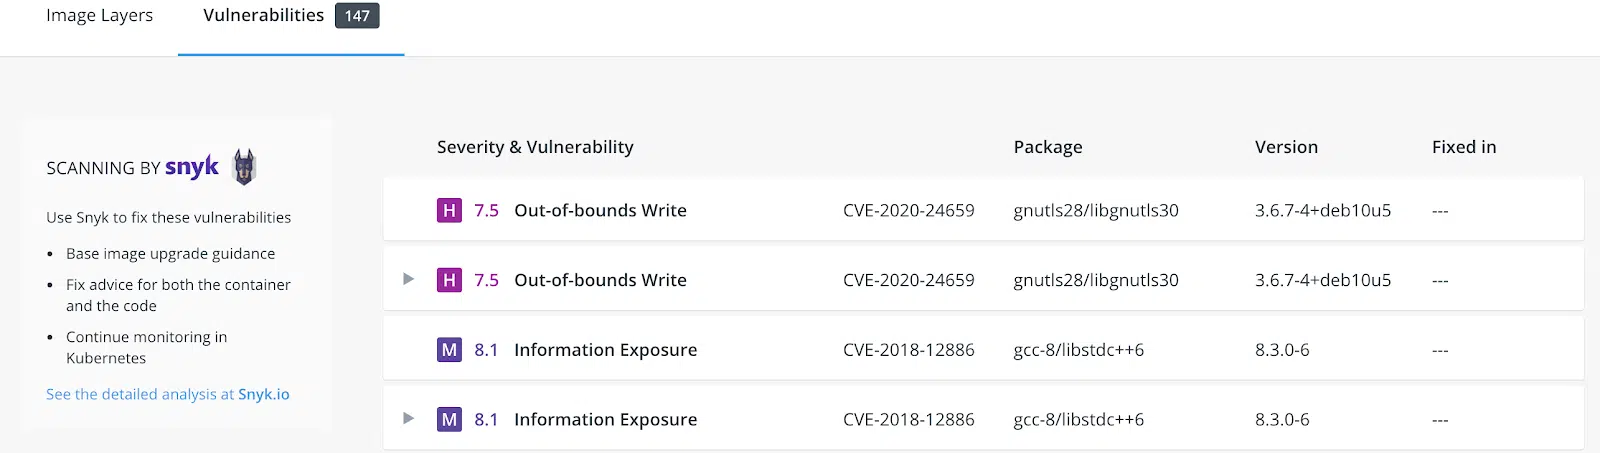 Image Layers
Vulnerabilities 147
SCANNING BY snyk
Use Snyk to fix these vulnerabilities
• Base image upgrade guidance
• Fix advice for both the container
and the code
• Continue monitoring in
Kubernetes
See the detailed analysis at Snyk.io
Severity & Vulnerability Package Version Fixed in
H 7.5 Out-of-bounds Write CVE-2020-24659 gnutls28/libgnutls30 3.6.7-4+deb10u5 ---
H 7.5 Out-of-bounds Write CVE-2020-24659 gnutls28/libgnutls30 3.6.7-4+deb10u5 ---
M 8.1 Information Exposure CVE-2018-12886 gcc-8/libstdc++6 8.3.0-6 ---
M 8.1 Information Exposure CVE-2018-12886 gcc-8/libstdc++6 8.3.0-6 ---